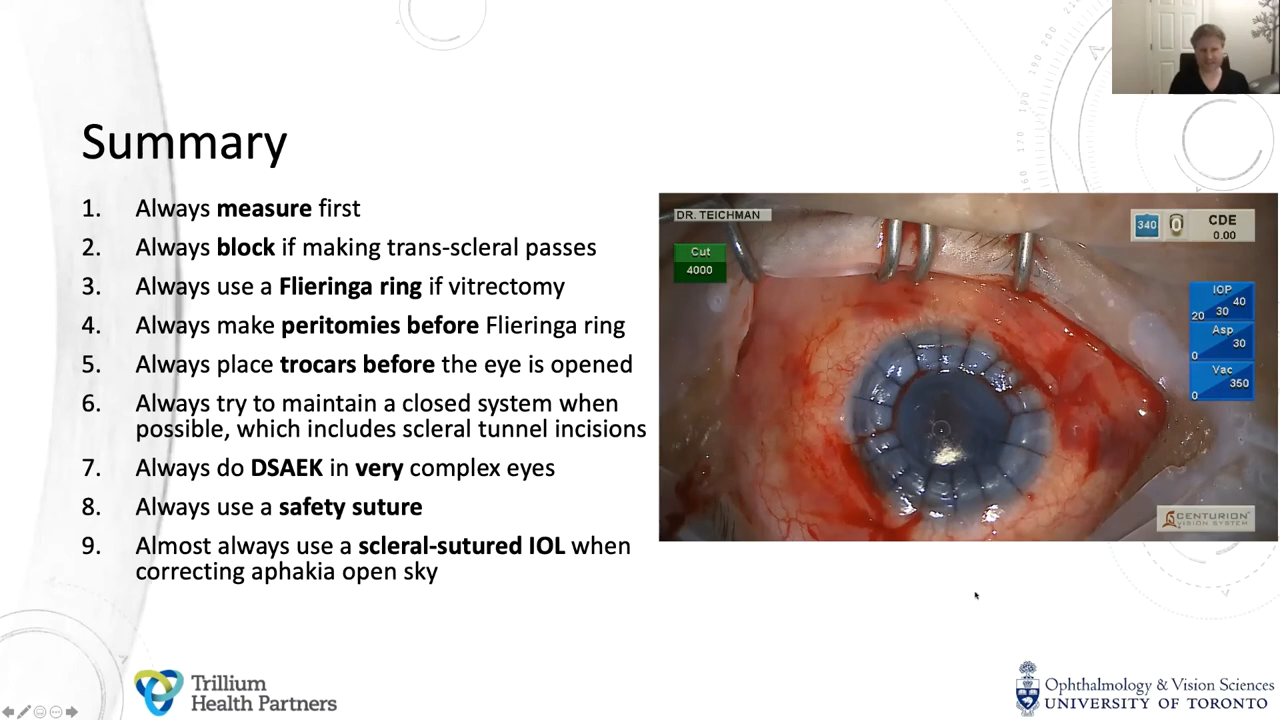 Summary
1. Always measure first
2. Always block if making trans-scleral passes
3. Always use a Flieringa ring if vitrectomy
4. Always make peritomies before Flieringa ring
5. Always place trocars before the eye is opened
6. Always try to maintain a closed system when
possible, which includes scleral tunnel incisions
7. Always do DSAEK in very complex eyes
8. Always use a safety suture
9. Almost always use a scleral-sutured IOL when
correcting aphakia open sky
DR. TEICHMAN
Cut
4000
340
0
CDE
0.00
IOP
20 30 40
Asp
0 30
Vac
0 350
CENTURION
VISION SYSTEM
Trillium
Health Partners
Ophthalmology & Vision Sciences
UNIVERSITY OF TORONTO